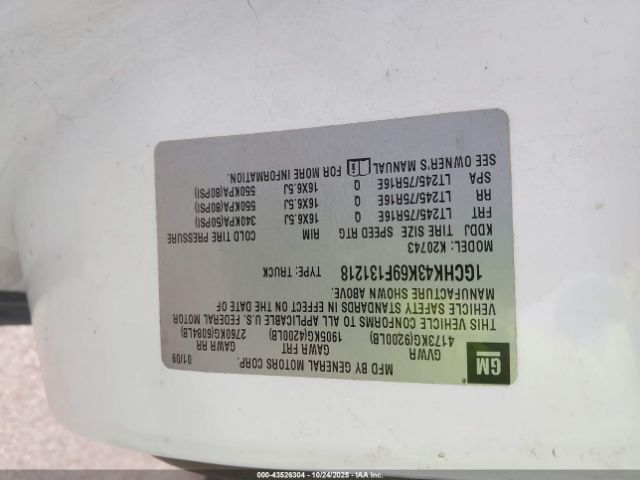 GM
MFD BY GENERAL MOTORS CORP. 01/09
GVWR GAWR FRT GAWR RR
4173KG(9200LB) 1905KG(4200LB) 2760KG(6084LB)
THIS VEHICLE CONFORMS TO ALL APPLICABLE U.S. FEDERAL MOTOR
VEHICLE SAFETY STANDARDS IN EFFECT ON THE DATE OF
MANUFACTURE SHOWN ABOVE.
1GCHK43K69F131218 TYPE: TRUCK
MODEL: K20743
KDDJ TIRE SIZE SPEED RTG RIM COLD TIRE PRESSURE
FRT LT245/75R16E Q 16X6.5J 340KPA(50PSI)
RR LT245/75R16E Q 16X6.5J 550KPA(80PSI)
SPA LT245/75R16E Q 16X6.5J 550KPA(80PSI)
SEE OWNER'S MANUAL FOR MORE INFORMATION.
000-43526304 - 10/24/2025 - IAA Inc.